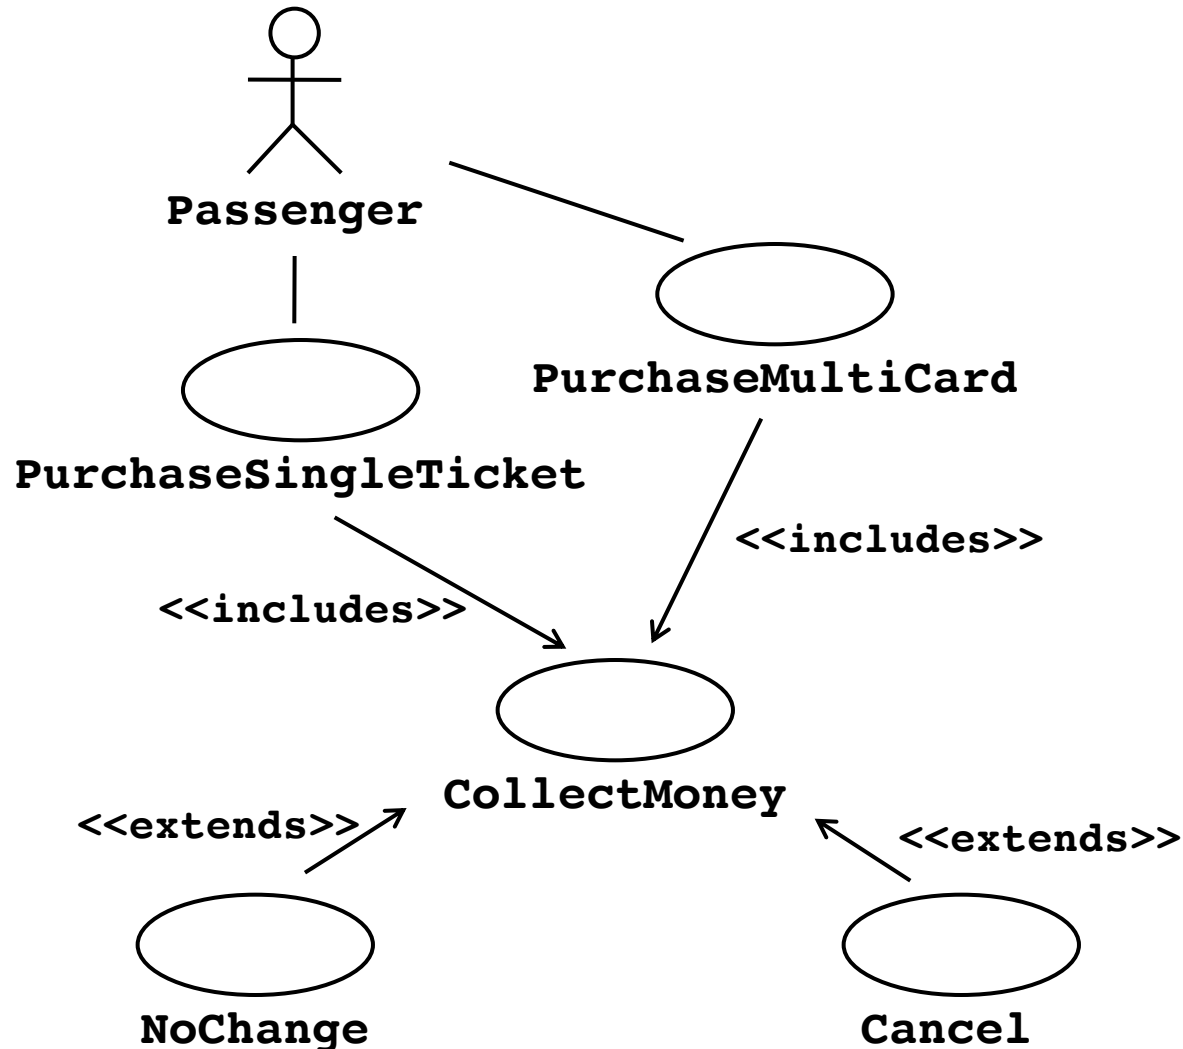 Passenger
PurchaseMultiCard
PurchaseSingleTicket
<<includes>>
<<includes>>
CollectMoney
<<extends>>
<<extends>>
NoChange
Cancel